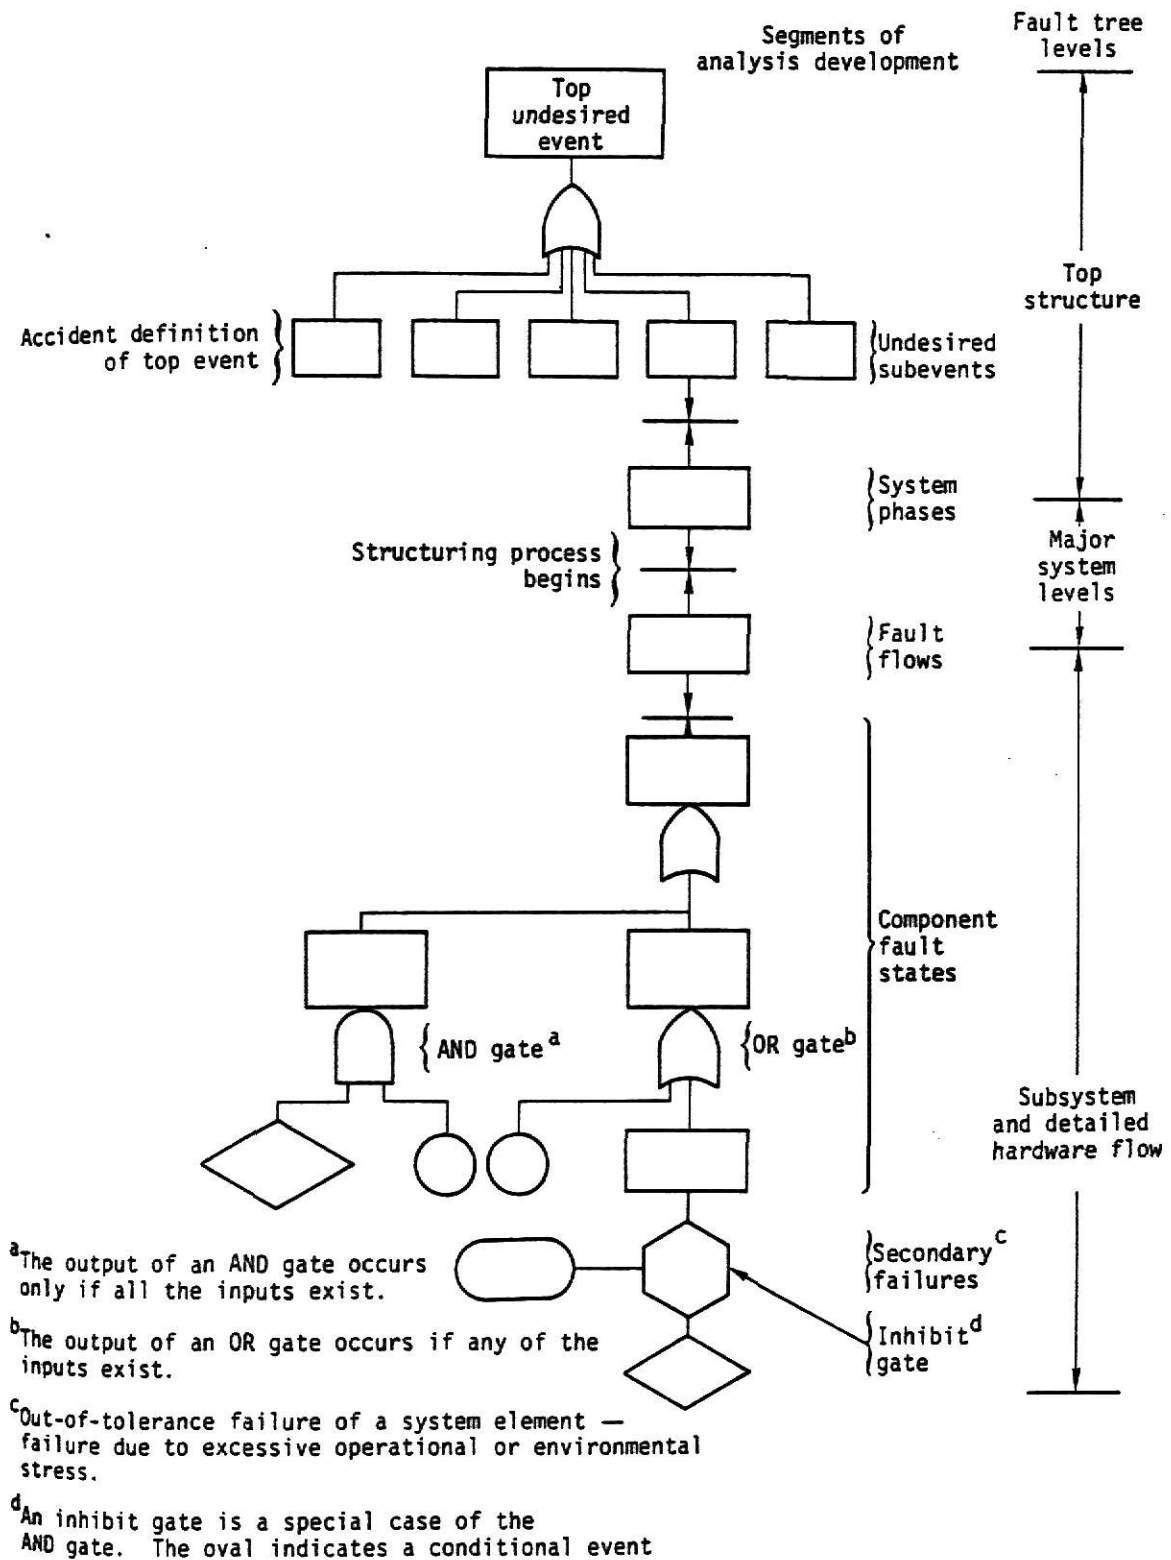 Segments of
analysis development
Fault tree
levels
Top
undesired
event
Top
structure
Accident definition
of top event
Undesired
subevents
System
phases
Structuring process
begins
Major
system
levels
Fault
flows
Component
fault
states
AND gate a
OR gate b
Subsystem
and detailed
hardware flow
Secondary c
failures
Inhibit d
gate
a The output of an AND gate occurs
only if all the inputs exist.
b The output of an OR gate occurs if any of the
inputs exist.
c Out-of-tolerance failure of a system element —
failure due to excessive operational or environmental
stress.
d An inhibit gate is a special case of the
AND gate. The oval indicates a conditional event